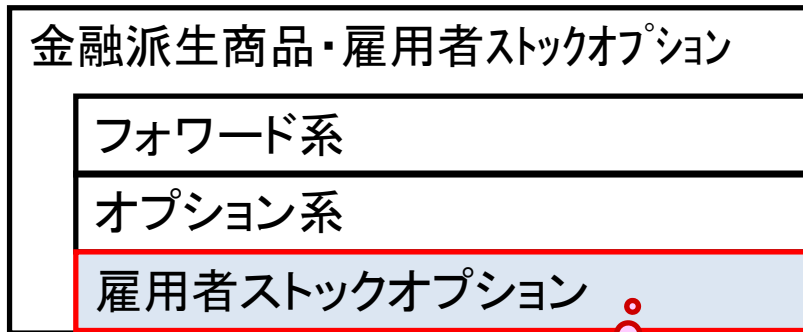 金融派生商品・雇用者ｽﾄｯｸｵﾌﾟｼｮﾝ
フォワード系
オプション系
雇用者ストックオプション